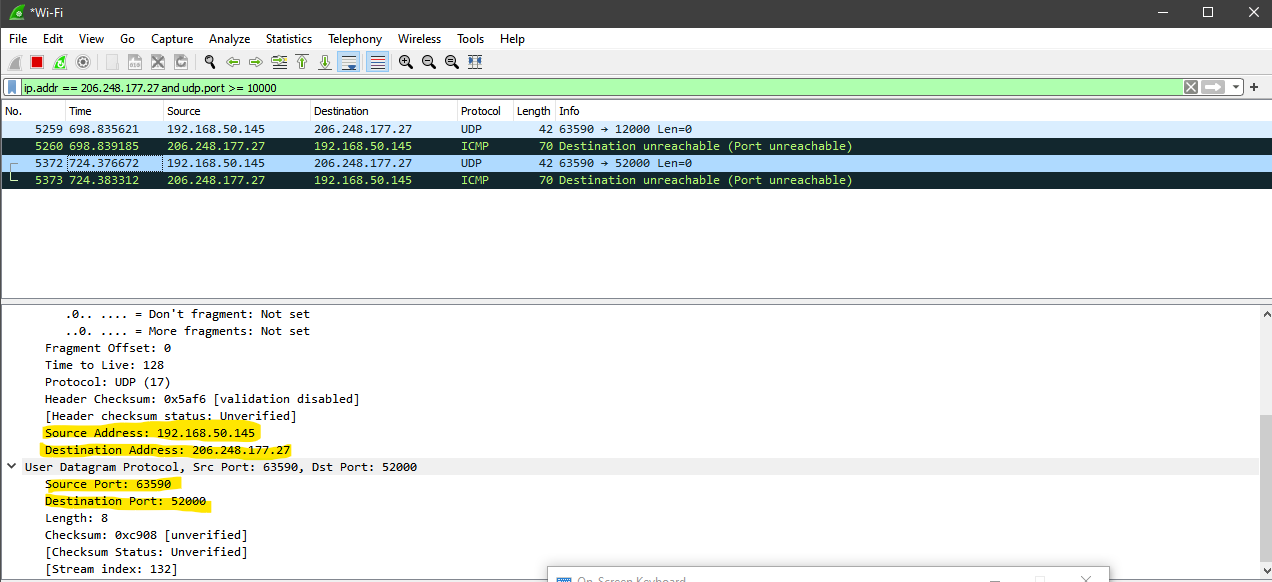 *Wi-Fi
File Edit View Go Capture Analyze Statistics Telephony Wireless Tools Help
ip.addr == 206.248.177.27 and udp.port >= 10000
No. Time Source Destination Protocol Length Info
5259 698.835621 192.168.50.145 206.248.177.27 UDP 42 63590 → 12000 Len=0
5260 698.839185 206.248.177.27 192.168.50.145 ICMP 70 Destination unreachable (Port unreachable)
5372 724.376672 192.168.50.145 206.248.177.27 UDP 42 63590 → 52000 Len=0
5373 724.383312 206.248.177.27 192.168.50.145 ICMP 70 Destination unreachable (Port unreachable)
.0.. .... = Don't fragment: Not set
..0. .... = More fragments: Not set
Fragment Offset: 0
Time to Live: 128
Protocol: UDP (17)
Header Checksum: 0x5af6 [validation disabled]
[Header checksum status: Unverified]
Source Address: 192.168.50.145
Destination Address: 206.248.177.27
User Datagram Protocol, Src Port: 63590, Dst Port: 52000
Source Port: 63590
Destination Port: 52000
Length: 8
Checksum: 0xc908 [unverified]
[Checksum Status: Unverified]
[Stream index: 132]
On-Screen Keyboard